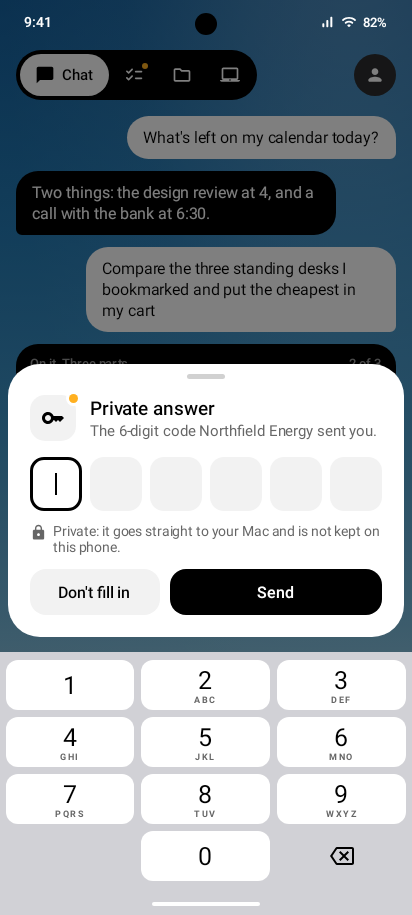 9:41
82%
Chat
What's left on my calendar today?
Two things: the design review at 4, and a
call with the bank at 6:30.
Compare the three standing desks I
bookmarked and put the cheapest in
my cart
On it. Three parts. 2 of 3
Private answer
The 6-digit code Northfield Energy sent you.
Private: it goes straight to your Mac and is not kept on
this phone.
Don't fill in
Send
1
2
ABC
3
DEF
4
GHI
5
JKL
6
MNO
7
PQRS
8
TUV
9
WXYZ
0